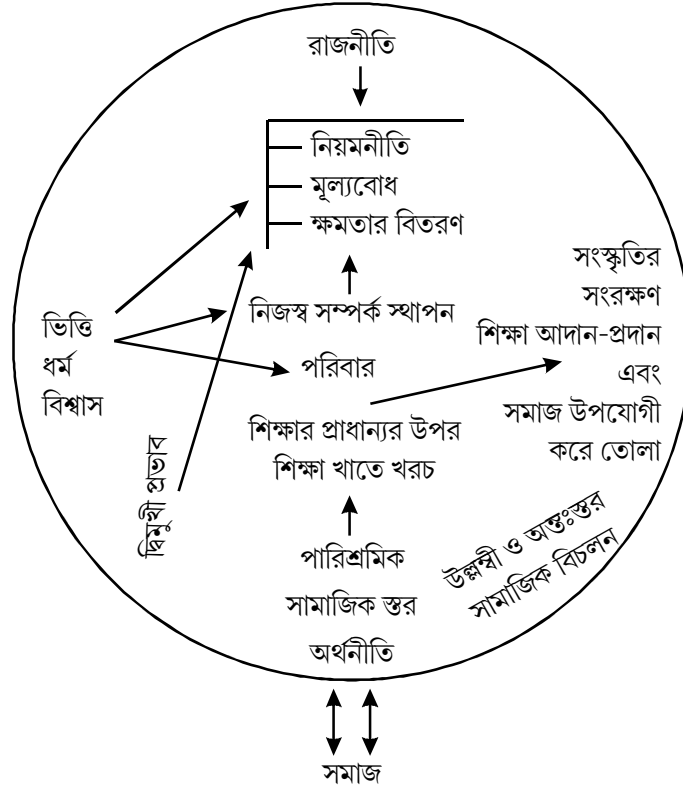 রাজনীতি
নিয়মনীতি
মূল্যবোধ
ক্ষমতার বিতরণ
নিজস্ব সম্পর্ক স্থাপন
পরিবার
ভিত্তি
ধর্ম
বিশ্বাস
সংস্কৃতির
সংরক্ষণ
শিক্ষা আদান-প্রদান
এবং
সমাজ উপযোগী
করে তোলা
শিক্ষার প্রাধান্যর উপর
শিক্ষা খাতে খরচ
প্রভাব
পারিশ্রমিক
সামাজিক স্তর
অর্থনীতি
উল্লম্বী ও অন্তঃস্তর
সামাজিক বিচলন
সমাজ